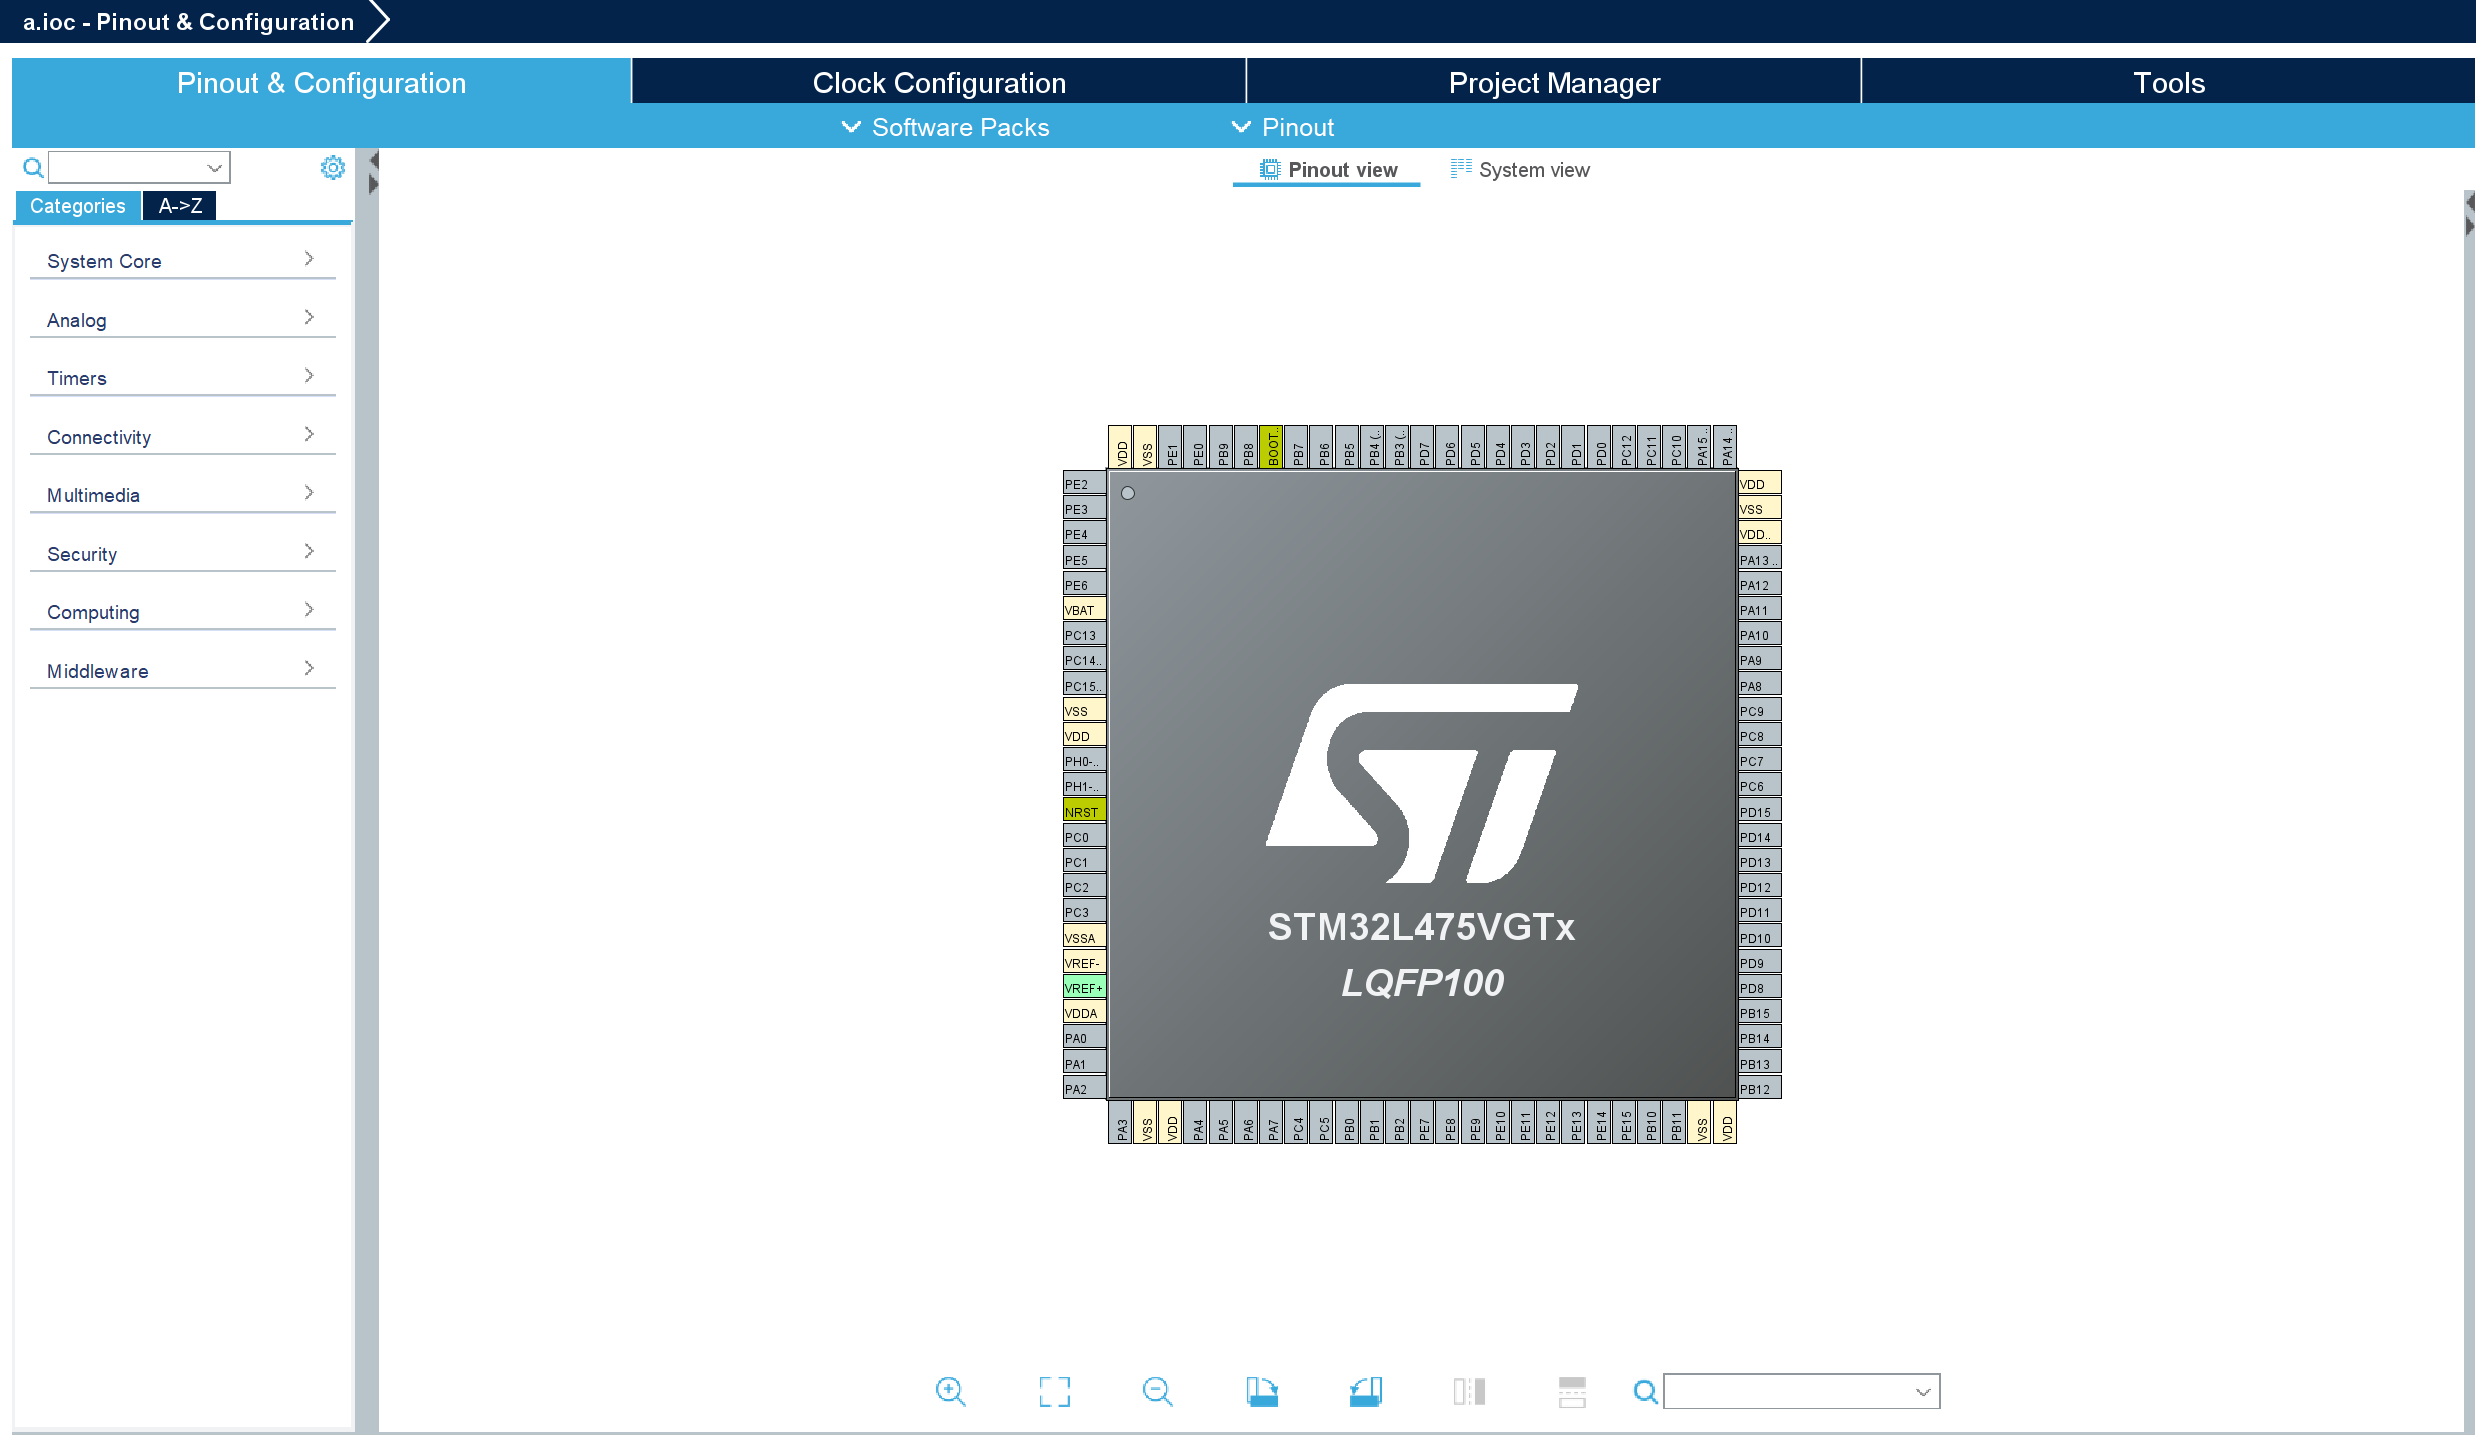 a.ioc - Pinout & Configuration
Pinout & Configuration
Clock Configuration
Project Manager
Tools
Software Packs
Pinout
Pinout view
System view
Categories
A->Z
System Core
Analog
Timers
Connectivity
Multimedia
Security
Computing
Middleware
VDD
VSS
PE1
PE0
PB9
PB8
BOOT..
PB7
PB6
PB5
PB4 (..
PB3 (..
PD7
PD6
PD5
PD4
PD3
PD2
PD1
PD0
PC12
PC11
PC10
PA15 ..
PA14 ..
PE2
PE3
PE4
PE5
PE6
VBAT
PC13
PC14..
PC15..
VSS
VDD
PH0-..
PH1-..
NRST
PC0
PC1
PC2
PC3
VSSA
VREF-
VREF+
VDDA
PA0
PA1
PA2
VDD
VSS
VDD..
PA13 ..
PA12
PA11
PA10
PA9
PA8
PC9
PC8
PC7
PC6
PD15
PD14
PD13
PD12
PD11
PD10
PD9
PD8
PB15
PB14
PB13
PB12
ST
STM32L475VGTx
LQFP100
PA3
VSS
VDD
PA4
PA5
PA6
PA7
PC4
PC5
PB0
PB1
PB2
PE7
PE8
PE9
PE10
PE11
PE12
PE13
PE14
PE15
PB10
PB11
VSS
VDD